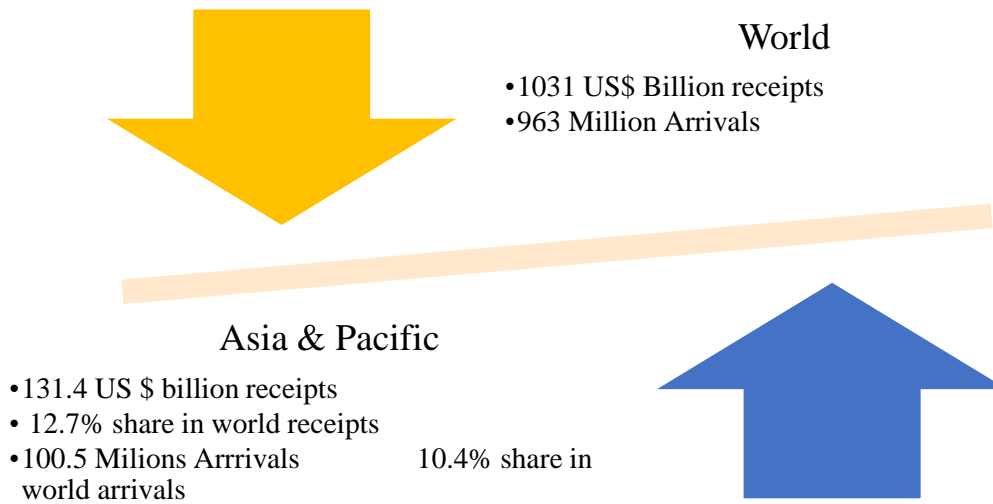 World
•1031 US$ Billion receipts
•963 Million Arrivals
Asia & Pacific
•131.4 US $ billion receipts
• 12.7% share in world receipts
•100.5 Milions Arrrivals 10.4% share in
world arrivals